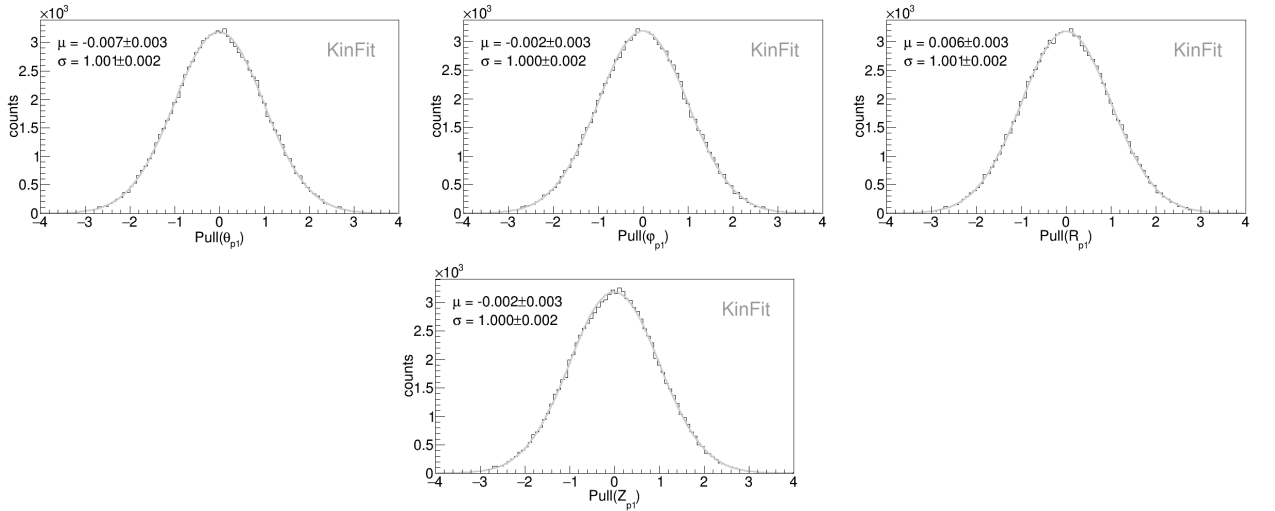 ×10³
counts
3
2.5
2
1.5
1
0.5
0
μ = -0.007±0.003
σ = 1.001±0.002
KinFit
−4 −3 −2 −1 0 1 2 3 4
Pull(θp1)
×10³
counts
3
2.5
2
1.5
1
0.5
0
μ = -0.002±0.003
σ = 1.000±0.002
KinFit
−4 −3 −2 −1 0 1 2 3 4
Pull(φp1)
×10³
counts
3
2.5
2
1.5
1
0.5
0
μ = 0.006±0.003
σ = 1.001±0.002
KinFit
−4 −3 −2 −1 0 1 2 3 4
Pull(Rp1)
×10³
counts
3
2.5
2
1.5
1
0.5
0
μ = -0.002±0.003
σ = 1.000±0.002
KinFit
−4 −3 −2 −1 0 1 2 3 4
Pull(Zp1)